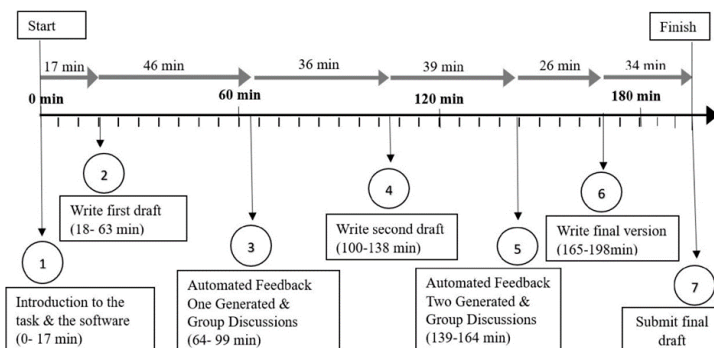 Start
Finish
17 min
46 min
36 min
39 min
26 min
34 min
0 min
60 min
120 min
180 min
1
Introduction to the
task & the software
(0- 17 min)
2
Write first draft
(18- 63 min)
3
Automated Feedback
One Generated &
Group Discussions
(64- 99 min)
4
Write second draft
(100-138 min)
5
Automated Feedback
Two Generated &
Group Discussions
(139-164 min)
6
Write final version
(165-198min)
7
Submit final
draft